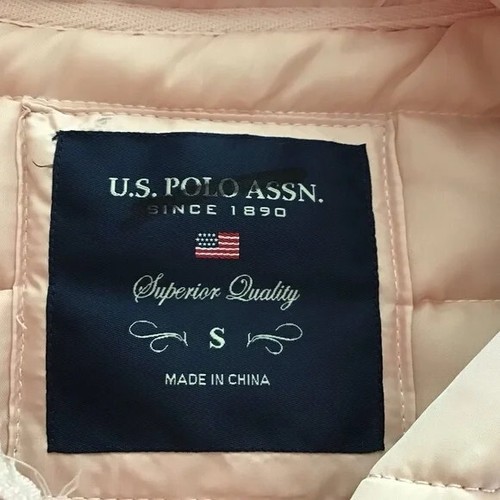 U.S. POLO ASSN.
SINCE 1890
Superior Quality
S
MADE IN CHINA